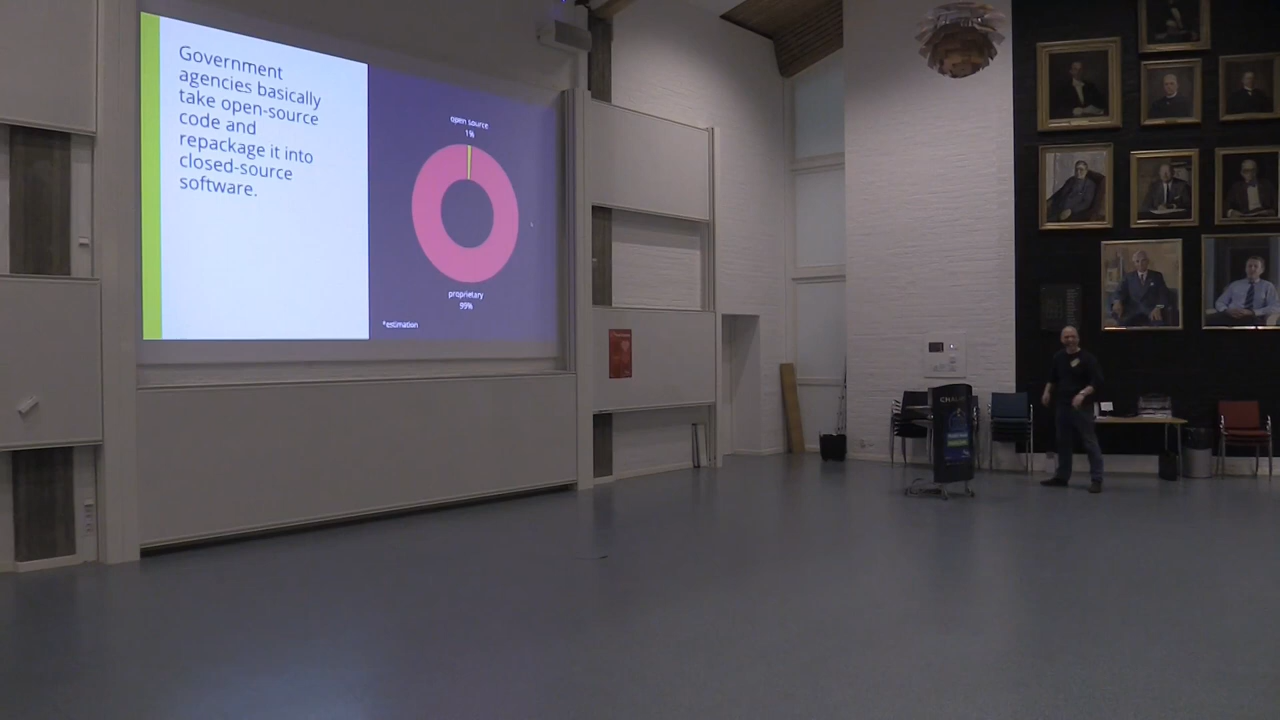 Government
agencies basically
take open-source
code and
repackage it into
closed-source
software.
open source
1%
proprietary
99%
*estimation